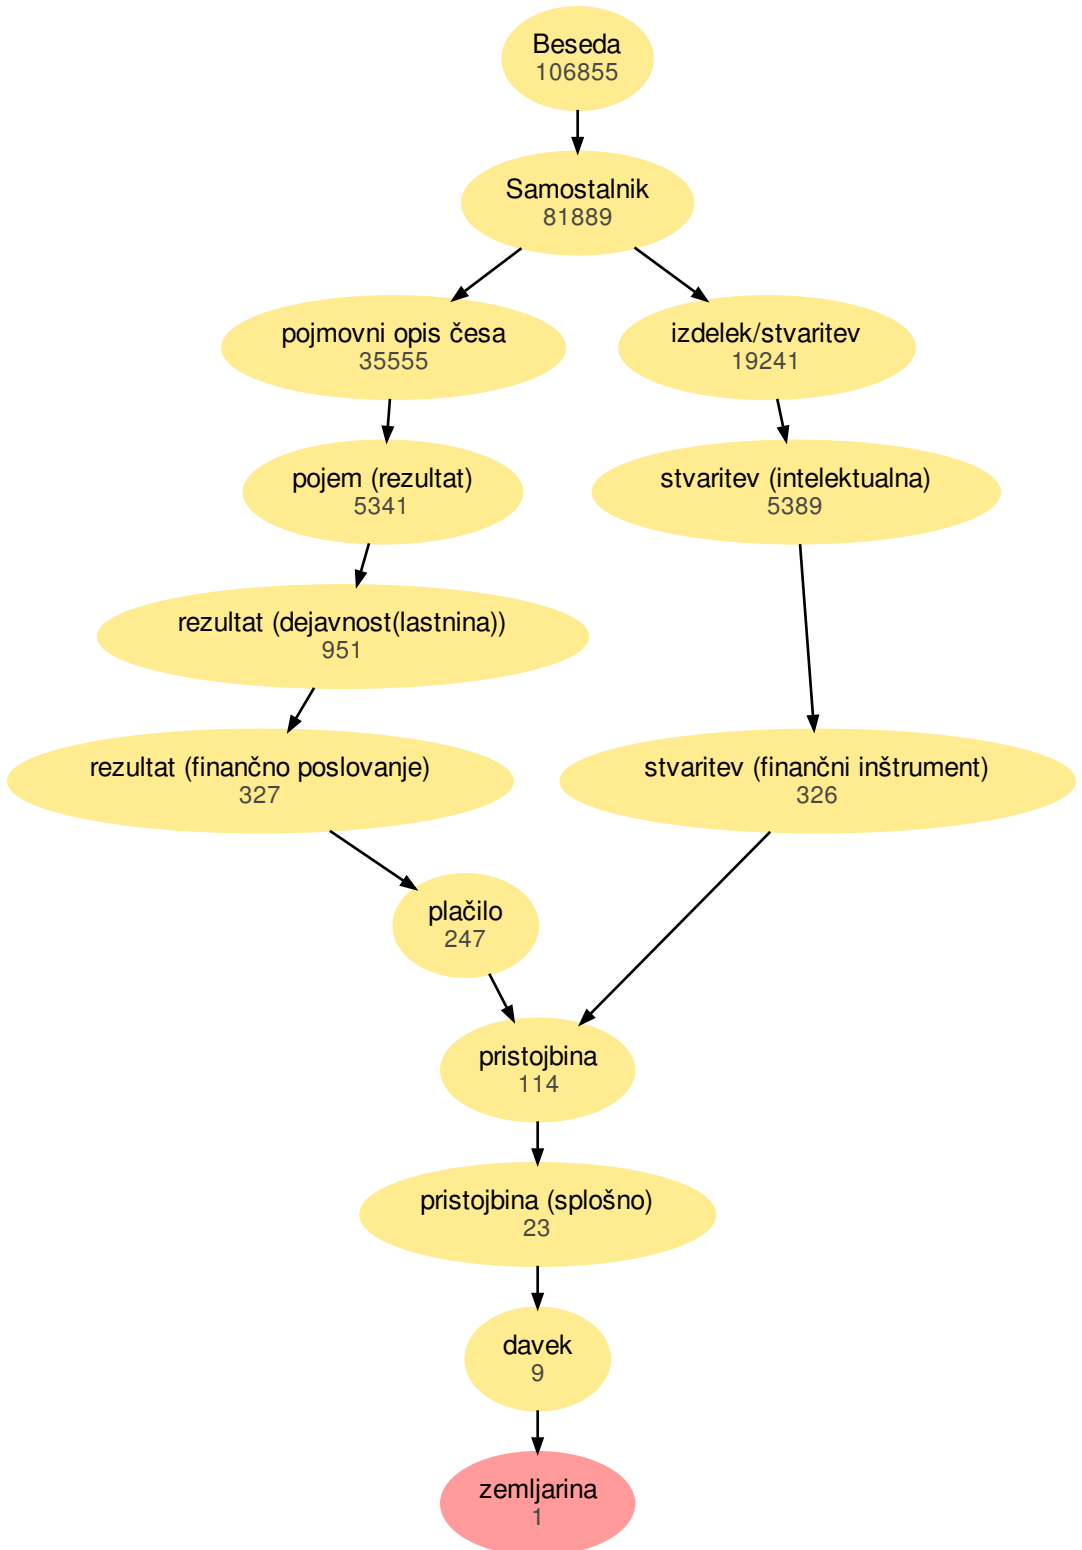 Beseda
106855
Samostalnik
81889
pojmovni opis česa
35555
izdelek/stvaritev
19241
pojem (rezultat)
5341
stvaritev (intelektualna)
5389
rezultat (dejavnost(lastnina))
951
rezultat (finančno poslovanje)
327
stvaritev (finančni inštrument)
326
plačilo
247
pristojbina
114
pristojbina (splošno)
23
davek
9
zemljarina
1